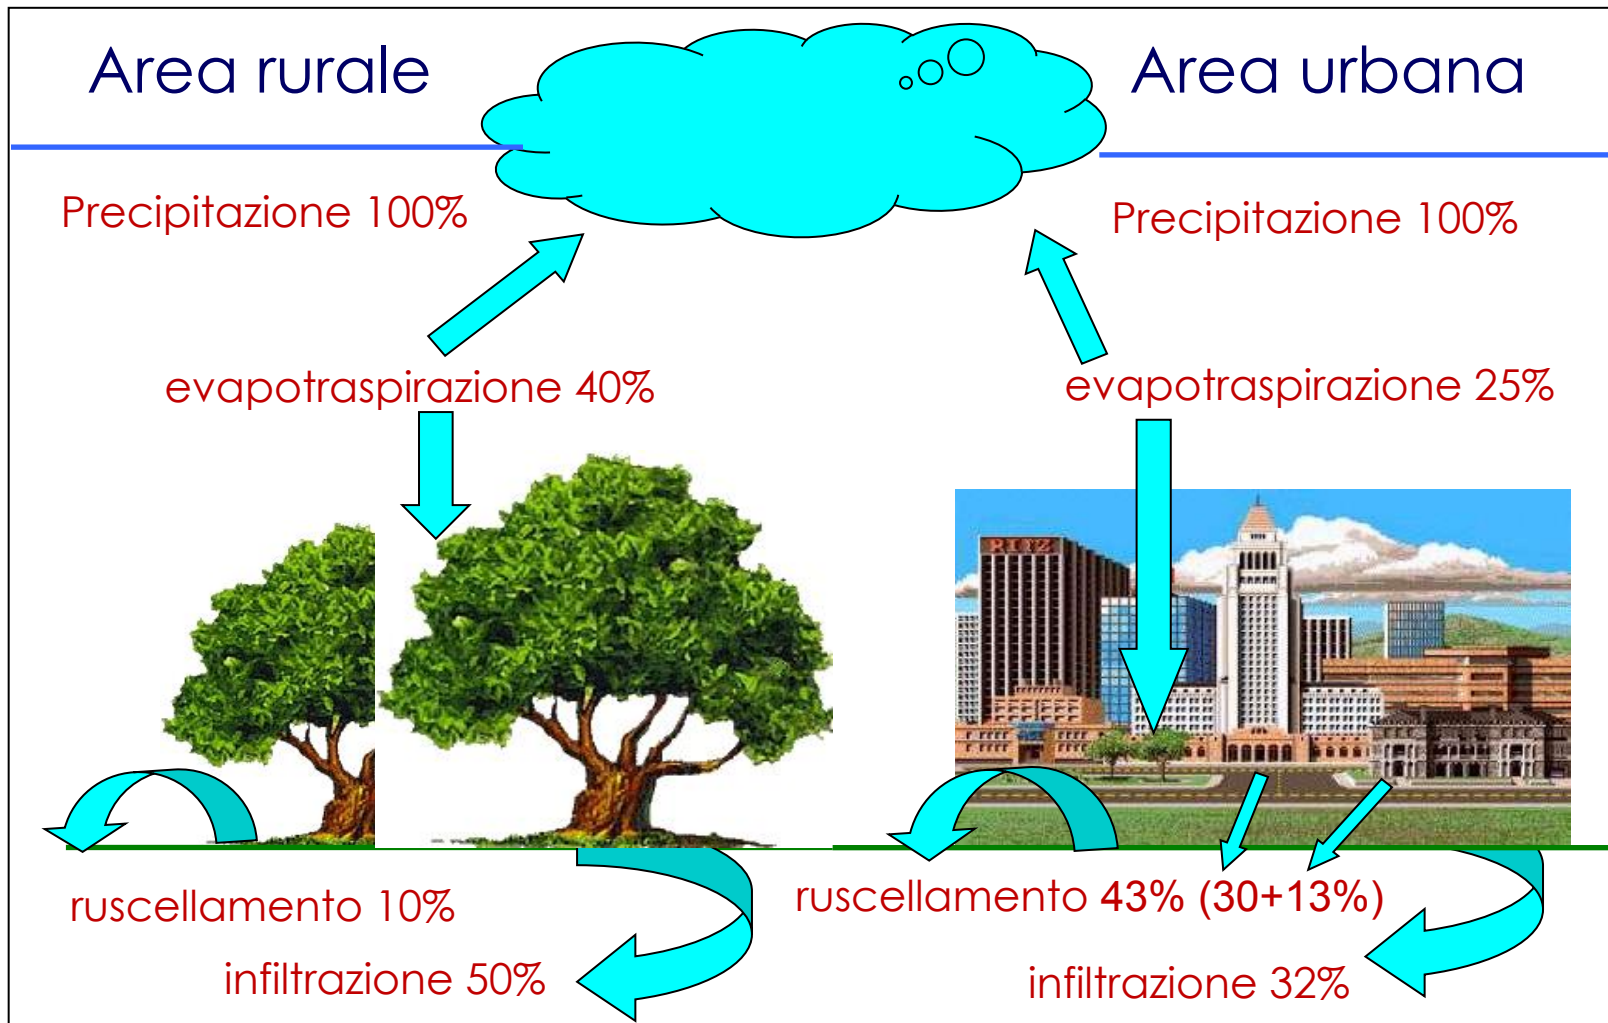 Area rurale
Area urbana
Precipitazione 100%
Precipitazione 100%
evapotraspirazione 40%
evapotraspirazione 25%
RITZ
ruscellamento 10%
ruscellamento 43% (30+13%)
infiltrazione 50%
infiltrazione 32%